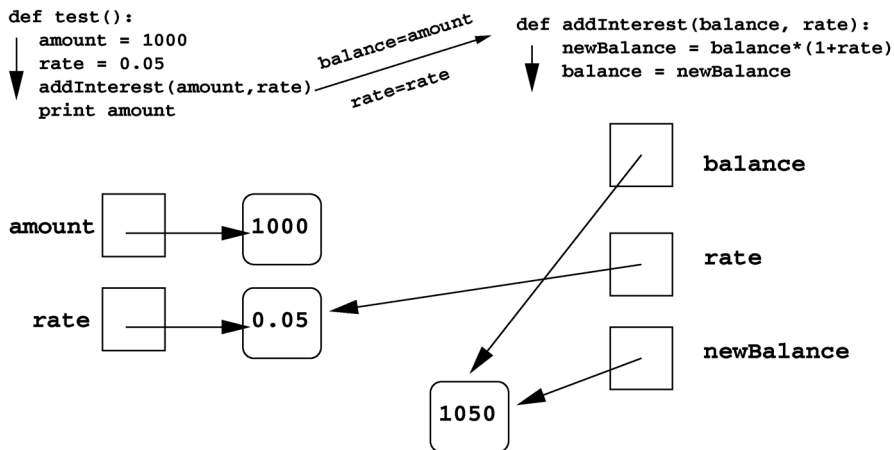 def test():
amount = 1000
rate = 0.05
addInterest(amount,rate)
print amount
balance=amount
rate=rate
def addInterest(balance, rate):
newBalance = balance*(1+rate)
balance = newBalance
balance
amount
1000
rate
rate
0.05
newBalance
1050